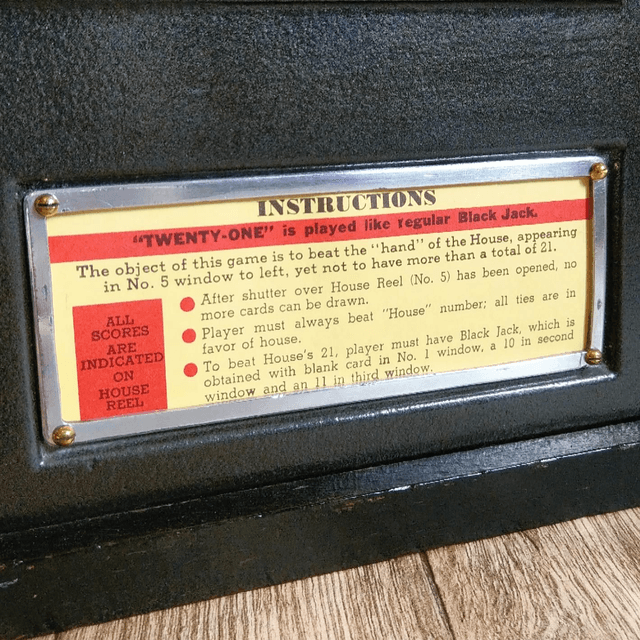 INSTRUCTIONS
"TWENTY-ONE" is played like regular Black Jack.
The object of this game is to beat the "hand" of the House, appearing
in No. 5 window to left, yet not to have more than a total of 21.
ALL
SCORES
ARE
INDICATED
ON
HOUSE
REEL
After shutter over House Reel (No. 5) has been opened, no
more cards can be drawn.
Player must always beat "House" number; all ties are in
favor of house.
To beat House's 21, player must have Black Jack, which is
obtained with blank card in No. 1 window, a 10 in second
window and an 11 in third window.